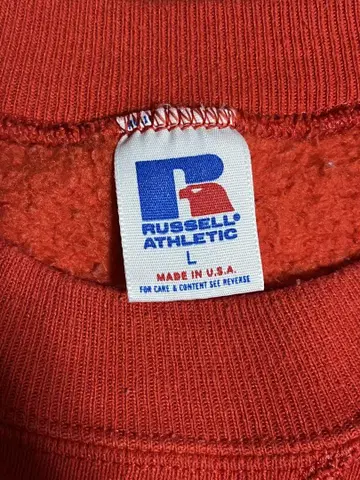 RUSSELL®
ATHLETIC
L
MADE IN U.S.A.
FOR CARE & CONTENT SEE REVERSE